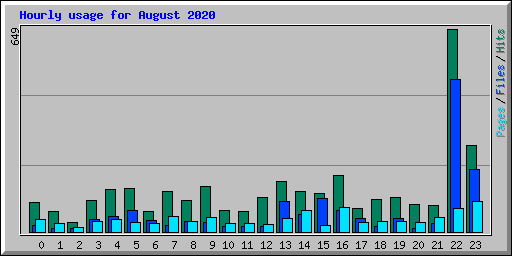 Hourly usage for August 2020
649
Pages / Files / Hits
0 1 2 3 4 5 6 7 8 9 10 11 12 13 14 15 16 17 18 19 20 21 22 23